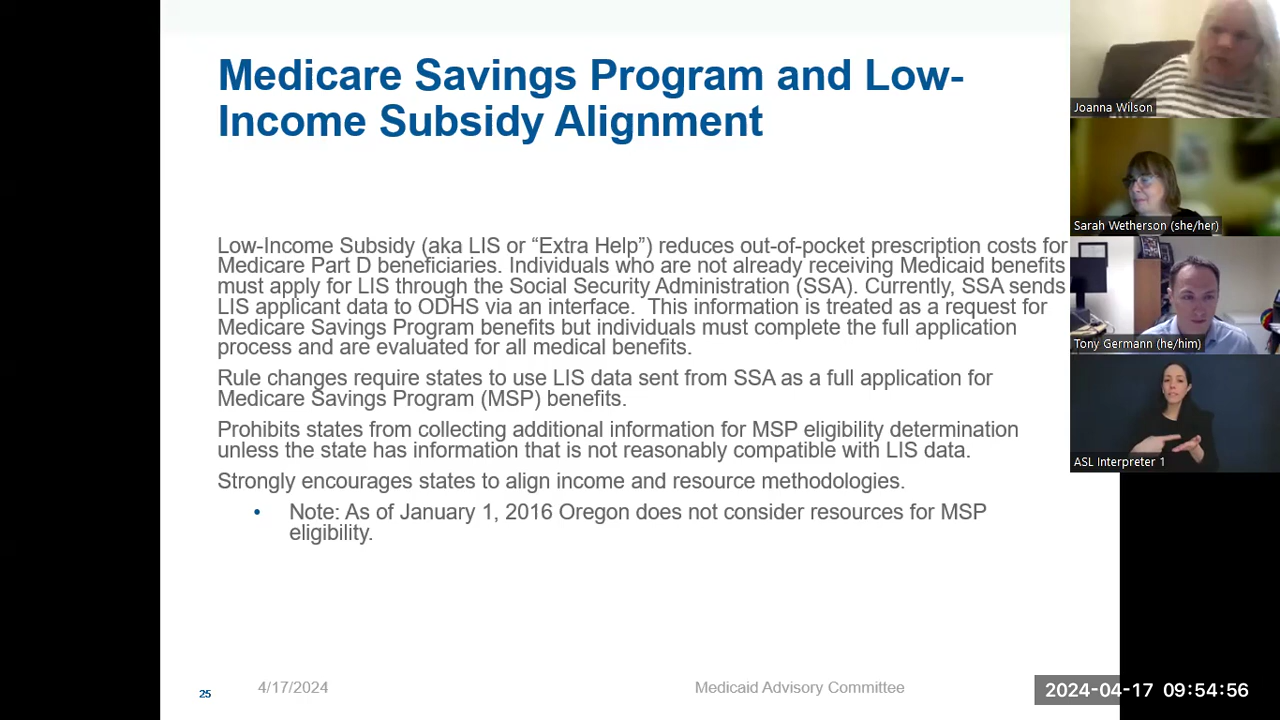 Medicare Savings Program and Low-
Income Subsidy Alignment
Low-Income Subsidy (aka LIS or “Extra Help”) reduces out-of-pocket prescription costs for
Medicare Part D beneficiaries. Individuals who are not already receiving Medicaid benefits
must apply for LIS through the Social Security Administration (SSA). Currently, SSA sends
LIS applicant data to ODHS via an interface.  This information is treated as a request for
Medicare Savings Program benefits but individuals must complete the full application
process and are evaluated for all medical benefits.
Rule changes require states to use LIS data sent from SSA as a full application for
Medicare Savings Program (MSP) benefits.
Prohibits states from collecting additional information for MSP eligibility determination
unless the state has information that is not reasonably compatible with LIS data.
Strongly encourages states to align income and resource methodologies.
• Note: As of January 1, 2016 Oregon does not consider resources for MSP
eligibility.
25
4/17/2024
Medicaid Advisory Committee
Joanna Wilson
Sarah Wetherson (she/her)
Tony Germann (he/him)
ASL Interpreter 1
2024-04-17 09:54:56